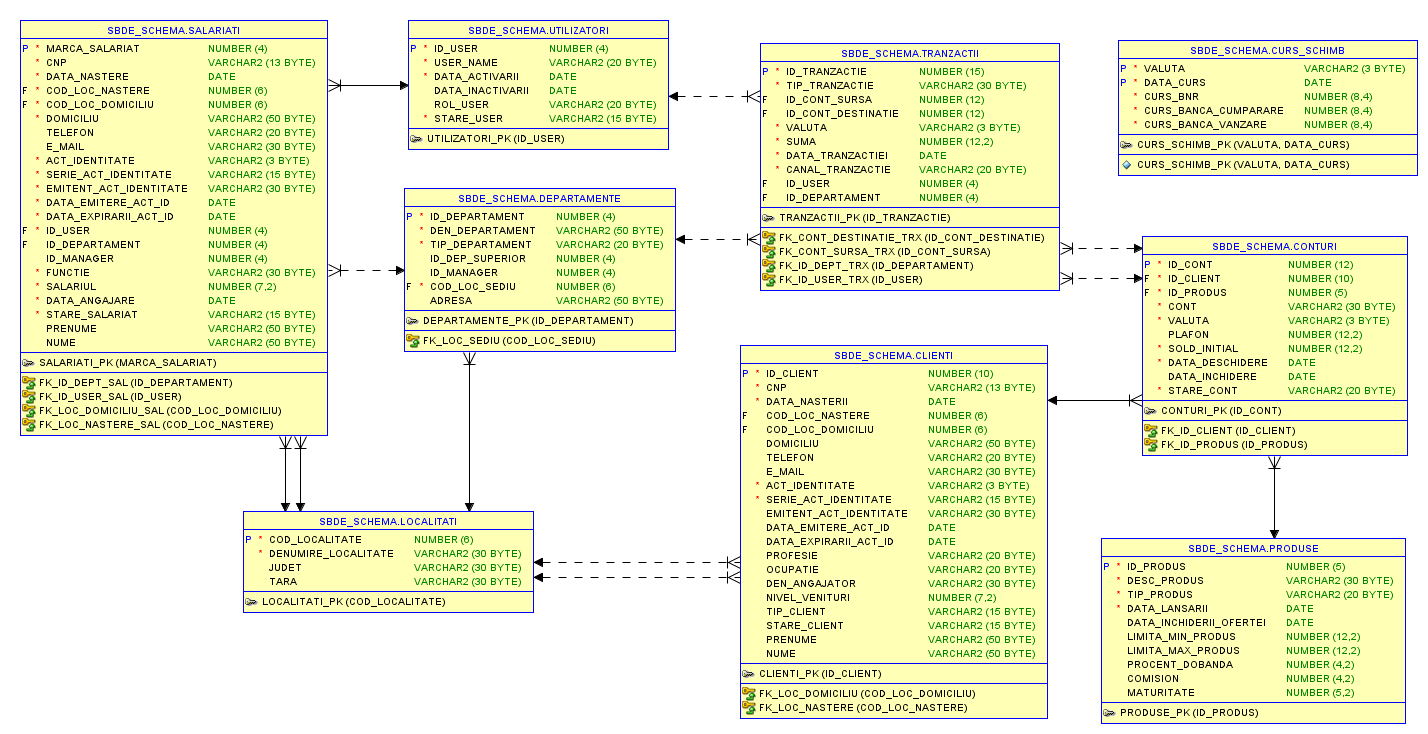 SBDE_SCHEMA.SALARIATI
P * MARCA_SALARIAT NUMBER (4)
* CNP VARCHAR2 (13 BYTE)
* DATA_NASTERE DATE
F * COD_LOC_NASTERE NUMBER (6)
F * COD_LOC_DOMICILIU NUMBER (6)
* DOMICILIU VARCHAR2 (50 BYTE)
TELEFON VARCHAR2 (20 BYTE)
E_MAIL VARCHAR2 (30 BYTE)
* ACT_IDENTITATE VARCHAR2 (3 BYTE)
* SERIE_ACT_IDENTITATE VARCHAR2 (15 BYTE)
* EMITENT_ACT_IDENTITATE VARCHAR2 (30 BYTE)
* DATA_EMITERE_ACT_ID DATE
* DATA_EXPIRARII_ACT_ID DATE
F * ID_USER NUMBER (4)
F ID_DEPARTAMENT NUMBER (4)
ID_MANAGER NUMBER (4)
* FUNCTIE VARCHAR2 (30 BYTE)
* SALARIUL NUMBER (7,2)
* DATA_ANGAJARE DATE
* STARE_SALARIAT VARCHAR2 (15 BYTE)
PRENUME VARCHAR2 (50 BYTE)
NUME VARCHAR2 (50 BYTE)
SALARIATI_PK (MARCA_SALARIAT)
FK_ID_DEPT_SAL (ID_DEPARTAMENT)
FK_ID_USER_SAL (ID_USER)
FK_LOC_DOMICILIU_SAL (COD_LOC_DOMICILIU)
FK_LOC_NASTERE_SAL (COD_LOC_NASTERE)
SBDE_SCHEMA.UTILIZATORI
P * ID_USER NUMBER (4)
* USER_NAME VARCHAR2 (20 BYTE)
* DATA_ACTIVARII DATE
DATA_INACTIVARII DATE
ROL_USER VARCHAR2 (20 BYTE)
* STARE_USER VARCHAR2 (15 BYTE)
UTILIZATORI_PK (ID_USER)
SBDE_SCHEMA.DEPARTAMENTE
P * ID_DEPARTAMENT NUMBER (4)
* DEN_DEPARTAMENT VARCHAR2 (50 BYTE)
* TIP_DEPARTAMENT VARCHAR2 (20 BYTE)
ID_DEP_SUPERIOR NUMBER (4)
ID_MANAGER NUMBER (4)
F * COD_LOC_SEDIU NUMBER (6)
ADRESA VARCHAR2 (50 BYTE)
DEPARTAMENTE_PK (ID_DEPARTAMENT)
FK_LOC_SEDIU (COD_LOC_SEDIU)
SBDE_SCHEMA.TRANZACTII
P * ID_TRANZACTIE NUMBER (15)
* TIP_TRANZACTIE VARCHAR2 (30 BYTE)
F ID_CONT_SURSA NUMBER (12)
F ID_CONT_DESTINATIE NUMBER (12)
* VALUTA VARCHAR2 (3 BYTE)
* SUMA NUMBER (12,2)
* DATA_TRANZACTIEI DATE
* CANAL_TRANZACTIE VARCHAR2 (20 BYTE)
F ID_USER NUMBER (4)
F ID_DEPARTAMENT NUMBER (4)
TRANZACTII_PK (ID_TRANZACTIE)
FK_CONT_DESTINATIE_TRX (ID_CONT_DESTINATIE)
FK_CONT_SURSA_TRX (ID_CONT_SURSA)
FK_ID_DEPT_TRX (ID_DEPARTAMENT)
FK_ID_USER_TRX (ID_USER)
SBDE_SCHEMA.CURS_SCHIMB
P * VALUTA VARCHAR2 (3 BYTE)
P * DATA_CURS DATE
* CURS_BNR NUMBER (8,4)
* CURS_BANCA_CUMPARARE NUMBER (8,4)
* CURS_BANCA_VANZARE NUMBER (8,4)
CURS_SCHIMB_PK (VALUTA, DATA_CURS)
CURS_SCHIMB_PK (VALUTA, DATA_CURS)
SBDE_SCHEMA.CONTURI
P * ID_CONT NUMBER (12)
F * ID_CLIENT NUMBER (10)
F * ID_PRODUS NUMBER (5)
* CONT VARCHAR2 (30 BYTE)
* VALUTA VARCHAR2 (3 BYTE)
PLAFON NUMBER (12,2)
* SOLD_INITIAL NUMBER (12,2)
* DATA_DESCHIDERE DATE
DATA_INCHIDERE DATE
* STARE_CONT VARCHAR2 (20 BYTE)
CONTURI_PK (ID_CONT)
FK_ID_CLIENT (ID_CLIENT)
FK_ID_PRODUS (ID_PRODUS)
SBDE_SCHEMA.CLIENTI
P * ID_CLIENT NUMBER (10)
* CNP VARCHAR2 (13 BYTE)
* DATA_NASTERII DATE
F COD_LOC_NASTERE NUMBER (6)
F COD_LOC_DOMICILIU NUMBER (6)
DOMICILIU VARCHAR2 (50 BYTE)
TELEFON VARCHAR2 (20 BYTE)
E_MAIL VARCHAR2 (30 BYTE)
* ACT_IDENTITATE VARCHAR2 (3 BYTE)
* SERIE_ACT_IDENTITATE VARCHAR2 (15 BYTE)
EMITENT_ACT_IDENTITATE VARCHAR2 (30 BYTE)
DATA_EMITERE_ACT_ID DATE
DATA_EXPIRARII_ACT_ID DATE
PROFESIE VARCHAR2 (20 BYTE)
OCUPATIE VARCHAR2 (20 BYTE)
DEN_ANGAJATOR VARCHAR2 (30 BYTE)
NIVEL_VENITURI NUMBER (7,2)
TIP_CLIENT VARCHAR2 (15 BYTE)
STARE_CLIENT VARCHAR2 (15 BYTE)
PRENUME VARCHAR2 (50 BYTE)
NUME VARCHAR2 (50 BYTE)
CLIENTI_PK (ID_CLIENT)
FK_LOC_DOMICILIU (COD_LOC_DOMICILIU)
FK_LOC_NASTERE (COD_LOC_NASTERE)
SBDE_SCHEMA.LOCALITATI
P * COD_LOCALITATE NUMBER (6)
* DENUMIRE_LOCALITATE VARCHAR2 (30 BYTE)
JUDET VARCHAR2 (30 BYTE)
TARA VARCHAR2 (30 BYTE)
LOCALITATI_PK (COD_LOCALITATE)
SBDE_SCHEMA.PRODUSE
P * ID_PRODUS NUMBER (5)
* DESC_PRODUS VARCHAR2 (30 BYTE)
* TIP_PRODUS VARCHAR2 (20 BYTE)
* DATA_LANSARII DATE
DATA_INCHIDERII_OFERTEI DATE
LIMITA_MIN_PRODUS NUMBER (12,2)
LIMITA_MAX_PRODUS NUMBER (12,2)
PROCENT_DOBANDA NUMBER (4,2)
COMISION NUMBER (4,2)
MATURITATE NUMBER (5,2)
PRODUSE_PK (ID_PRODUS)